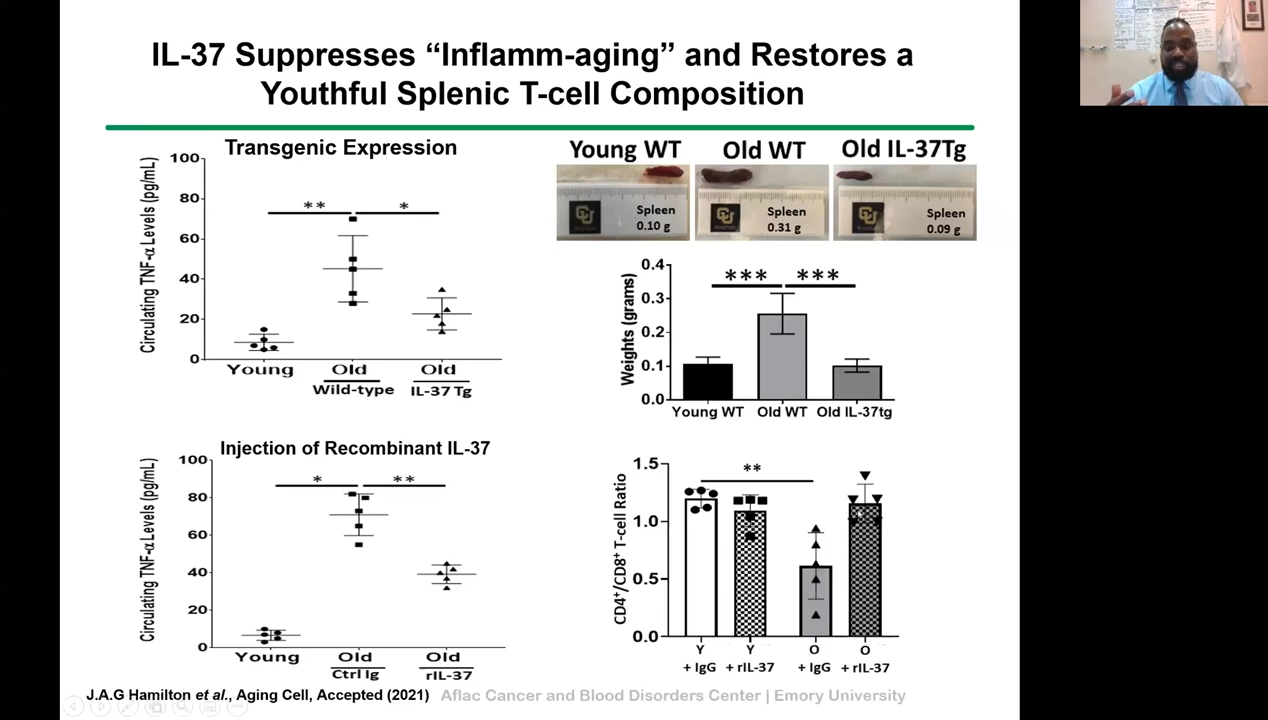 IL-37 Suppresses “Inflamm-aging” and Restores a
Youthful Splenic T-cell Composition
Transgenic Expression
Circulating TNF-α Levels (pg/mL)
100
80
60
40
20
0
**
*
Young
Old
Old
Wild-type
IL-37 Tg
Young WT
Old WT
Old IL-37Tg
CU
Spleen
0.10 g
CU
Spleen
0.31 g
CU
Spleen
0.09 g
Weights (grams)
0.4
0.3
0.2
0.1
0.0
***
***
Young WT
Old WT
Old IL-37tg
Injection of Recombinant IL-37
Circulating TNF-α Levels (pg/mL)
100
80
60
40
20
0
*
**
Young
Old
Old
Ctrl Ig
rIL-37
CD4+/CD8+ T-cell Ratio
1.5
1.0
0.5
0.0
**
Y
Y
O
O
+ IgG
+ rIL-37
+ IgG
+ rIL-37
J.A.G Hamilton et al., Aging Cell, Accepted (2021)
Aflac Cancer and Blood Disorders Center | Emory University